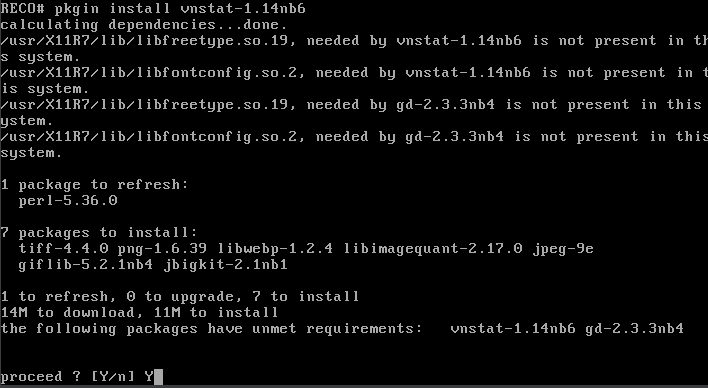 RECO# pkgin install vnstat-1.14nb6
calculating dependencies...done.
/usr/X11R7/lib/libfreetype.so.19, needed by vnstat-1.14nb6 is not present in th
s system.
/usr/X11R7/lib/libfontconfig.so.2, needed by vnstat-1.14nb6 is not present in t
is system.
/usr/X11R7/lib/libfreetype.so.19, needed by gd-2.3.3nb4 is not present in this
ystem.
/usr/X11R7/lib/libfontconfig.so.2, needed by gd-2.3.3nb4 is not present in this
system.
1 package to refresh:
perl-5.36.0
7 packages to install:
tiff-4.4.0 png-1.6.39 libwebp-1.2.4 libimagequant-2.17.0 jpeg-9e
giflib-5.2.1nb4 jbigkit-2.1nb1
1 to refresh, 0 to upgrade, 7 to install
14M to download, 11M to install
the following packages have unmet requirements:   vnstat-1.14nb6 gd-2.3.3nb4
proceed ? [Y/n] Y